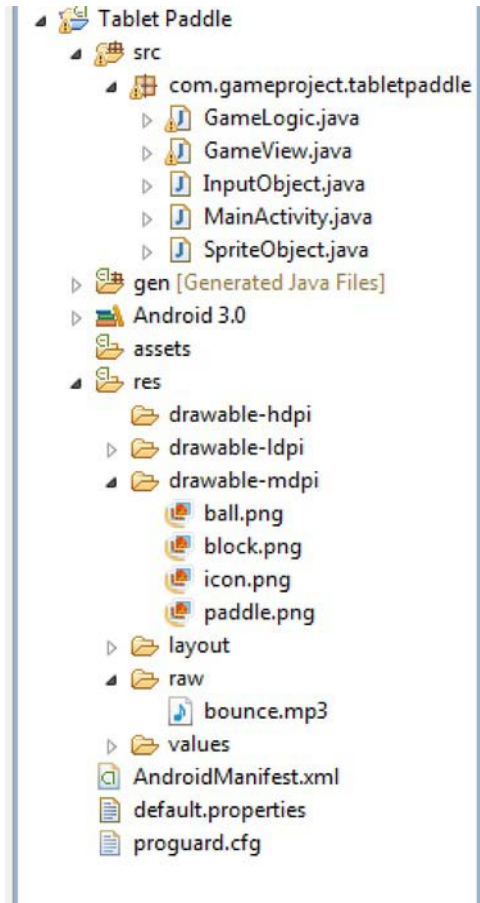 Tablet Paddle
src
com.gameproject.tabletpaddle
GameLogic.java
GameView.java
InputObject.java
MainActivity.java
SpriteObject.java
gen [Generated Java Files]
Android 3.0
assets
res
drawable-hdpi
drawable-ldpi
drawable-mdpi
ball.png
block.png
icon.png
paddle.png
layout
raw
bounce.mp3
values
AndroidManifest.xml
default.properties
proguard.cfg